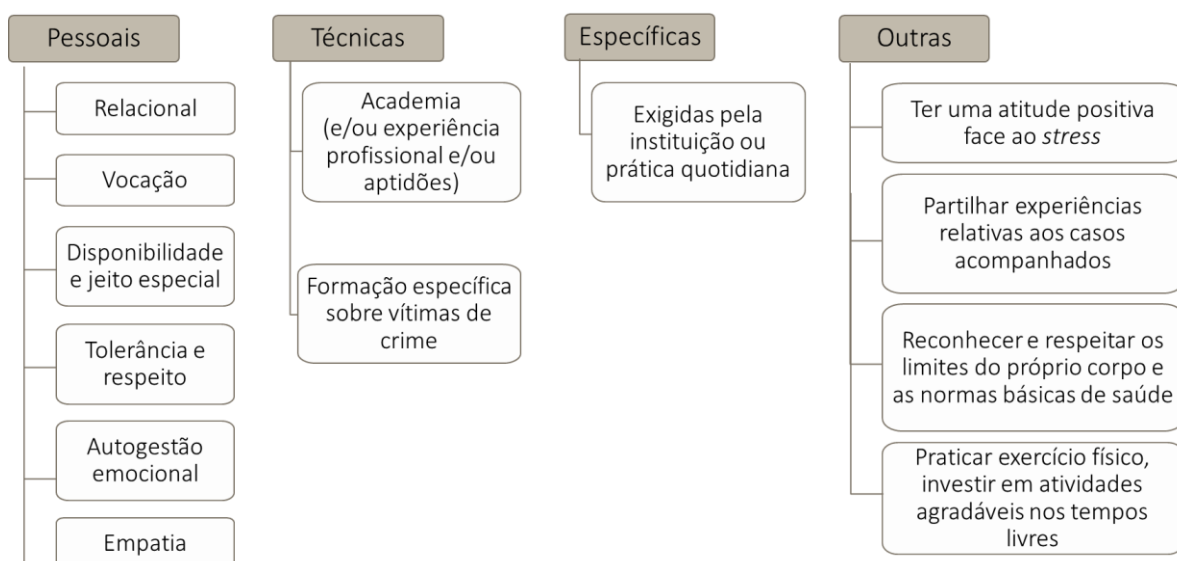 Pessoais
Relacional
Vocação
Disponibilidade
e jeito especial
Tolerância e
respeito
Autogestão
emocional
Empatia
Técnicas
Academia
(e/ou experiência
profissional e/ou
aptidões)
Formação específica
sobre vítimas de
crime
Específicas
Exigidas pela
instituição ou
prática quotidiana
Outras
Ter uma atitude positiva
face ao stress
Partilhar experiências
relativas aos casos
acompanhados
Reconhecer e respeitar os
limites do próprio corpo e
as normas básicas de saúde
Praticar exercício físico,
investir em atividades
agradáveis nos tempos
livres